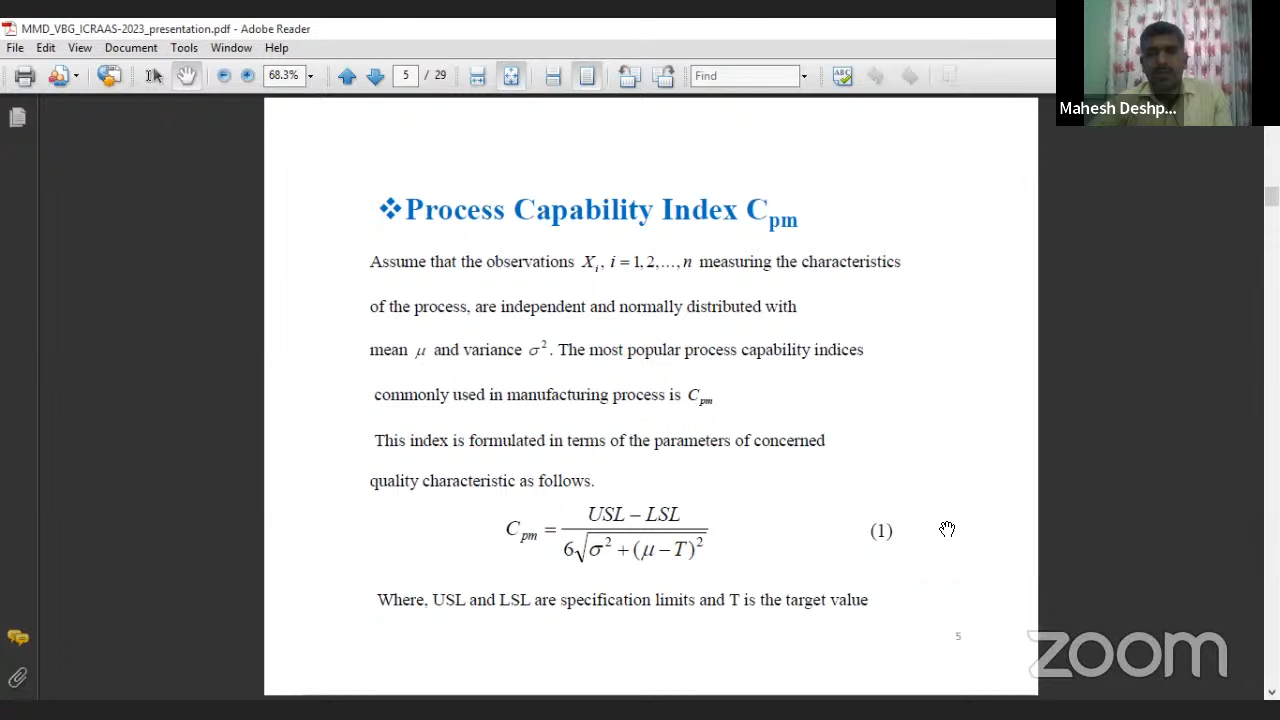 MMD_VBG_ICRAAS-2023_presentation.pdf - Adobe Reader
File Edit View Document Tools Window Help
68.3% 5 / 29 Find
Mahesh Deshp...
❖Process Capability Index Cpm
Assume that the observations Xi, i = 1, 2,..., n measuring the characteristics
of the process, are independent and normally distributed with
mean μ and variance σ². The most popular process capability indices
commonly used in manufacturing process is Cpm
This index is formulated in terms of the parameters of concerned
quality characteristic as follows.
Cpm = (USL − LSL) / (6√(σ² + (μ − T)²)) (1)
Where, USL and LSL are specification limits and T is the target value
5
zoom